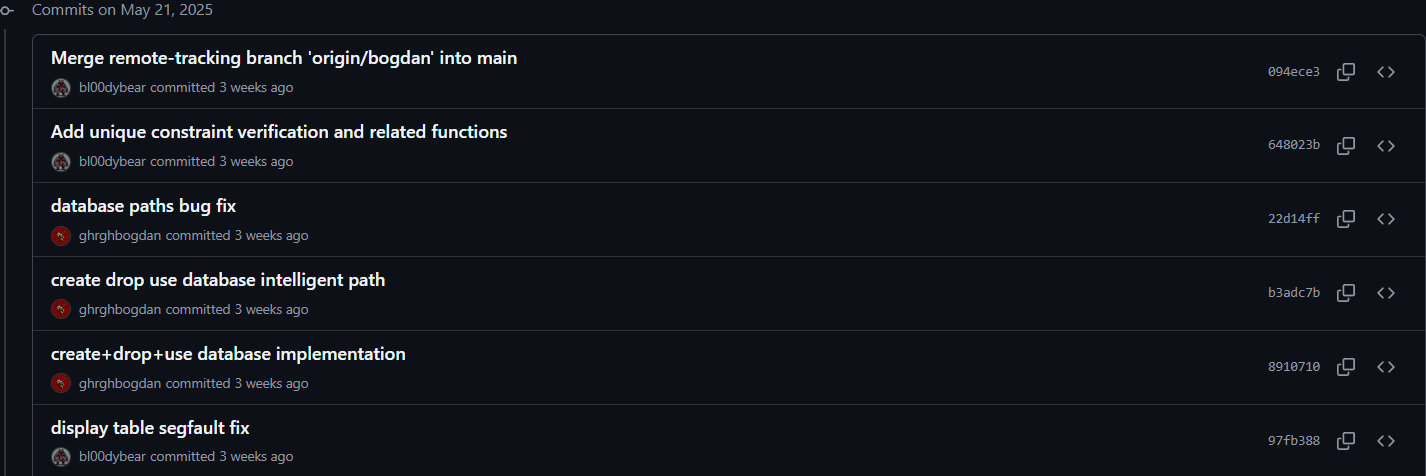 Commits on May 21, 2025
Merge remote-tracking branch 'origin/bogdan' into main
094ece3
bl00dybear committed 3 weeks ago
Add unique constraint verification and related functions
648023b
bl00dybear committed 3 weeks ago
database paths bug fix
22d14ff
ghrghbogdan committed 3 weeks ago
create drop use database intelligent path
b3adc7b
ghrghbogdan committed 3 weeks ago
create+drop+use database implementation
8910710
ghrghbogdan committed 3 weeks ago
display table segfault fix
97fb388
bl00dybear committed 3 weeks ago